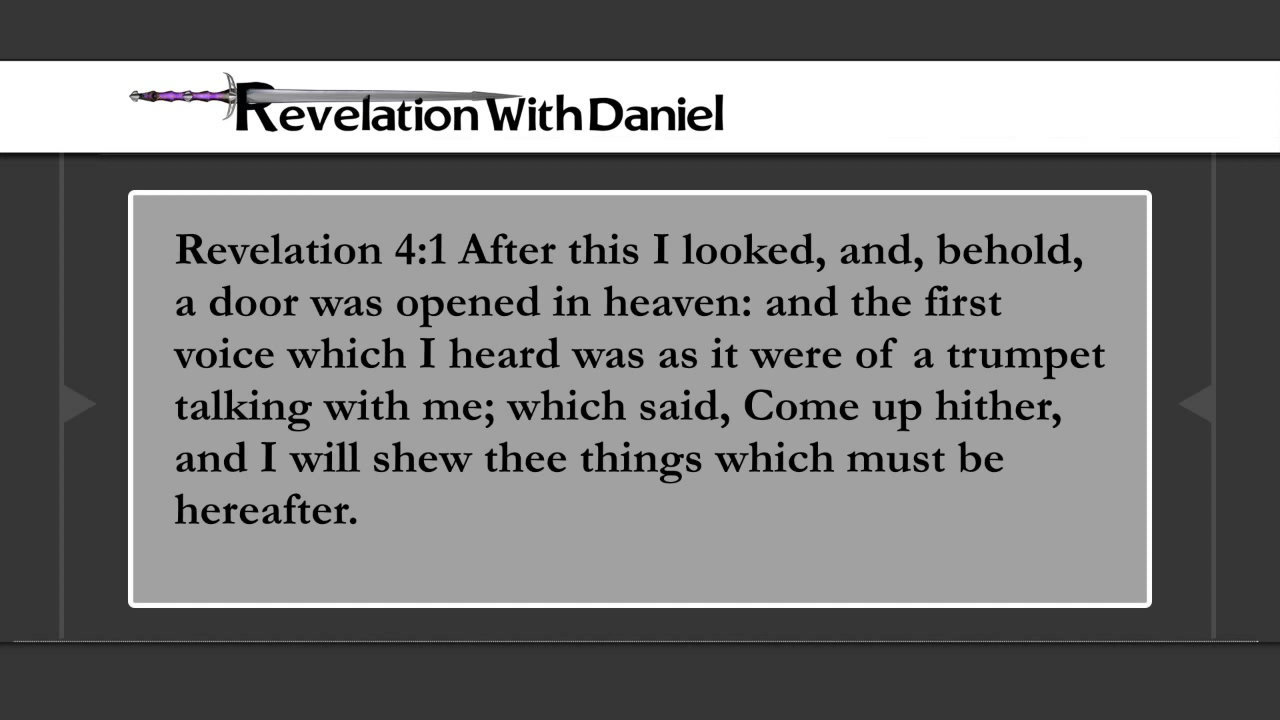 Revelation With Daniel
Revelation 4:1 After this I looked, and, behold,
a door was opened in heaven: and the first
voice which I heard was as it were of a trumpet
talking with me; which said, Come up hither,
and I will shew thee things which must be
hereafter.